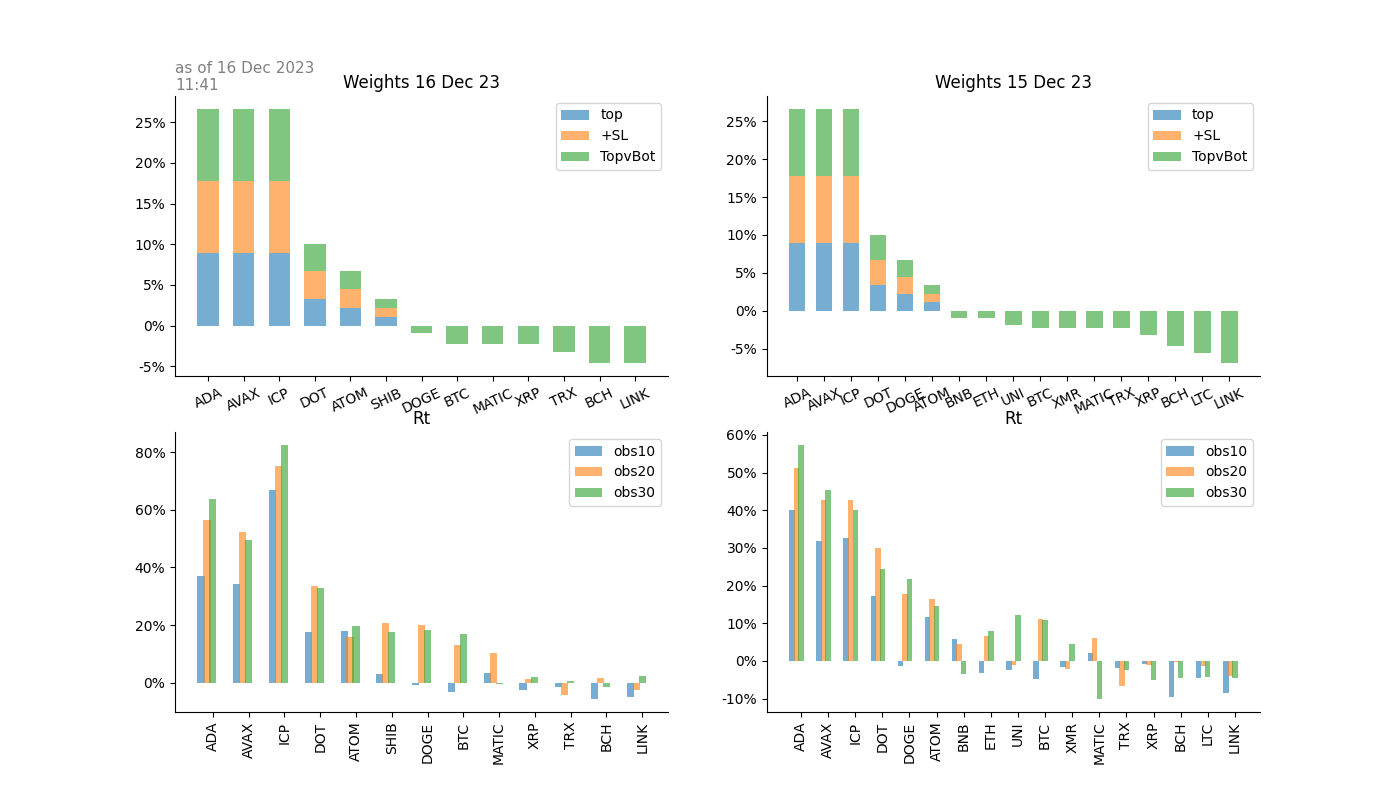 as of 16 Dec 2023
11:41
Weights 16 Dec 23
25%
20%
15%
10%
5%
0%
-5%
top
+SL
TopvBot
ADA AVAX ICP DOT ATOM SHIB DOGE BTC MATIC XRP TRX BCH LINK
Weights 15 Dec 23
25%
20%
15%
10%
5%
0%
-5%
top
+SL
TopvBot
ADA AVAX ICP DOT DOGE ATOM BNB ETH UNI BTC XMR MATIC TRX XRP BCH LTC LINK
Rt
80%
60%
40%
20%
0%
obs10
obs20
obs30
ADA AVAX ICP DOT ATOM SHIB DOGE BTC MATIC XRP TRX BCH LINK
Rt
60%
50%
40%
30%
20%
10%
0%
-10%
obs10
obs20
obs30
ADA AVAX ICP DOT DOGE ATOM BNB ETH UNI BTC XMR MATIC TRX XRP BCH LTC LINK